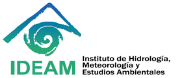 IDEAM
Instituto de Hidrología,
Meteorología y
Estudios Ambientales